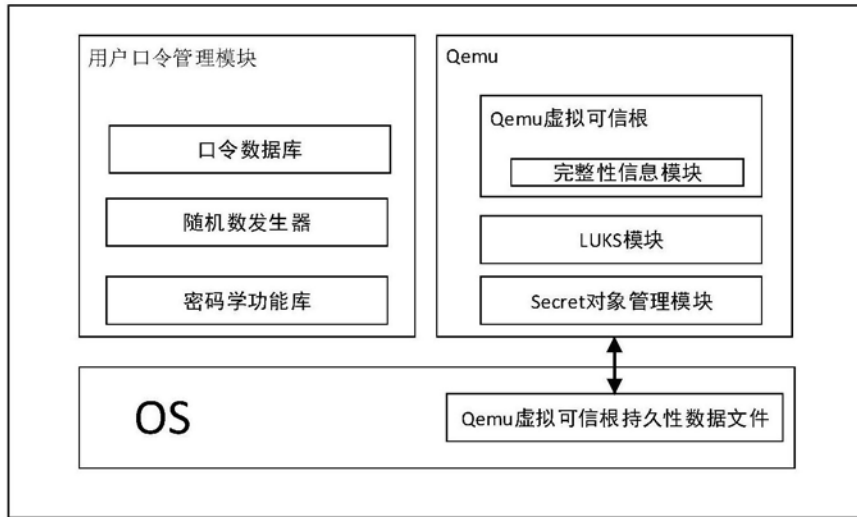 用户口令管理模块
口令数据库
随机数发生器
密码学功能库
Qemu
Qemu虚拟可信根
完整性信息模块
LUKS模块
Secret对象管理模块
OS
Qemu虚拟可信根持久性数据文件